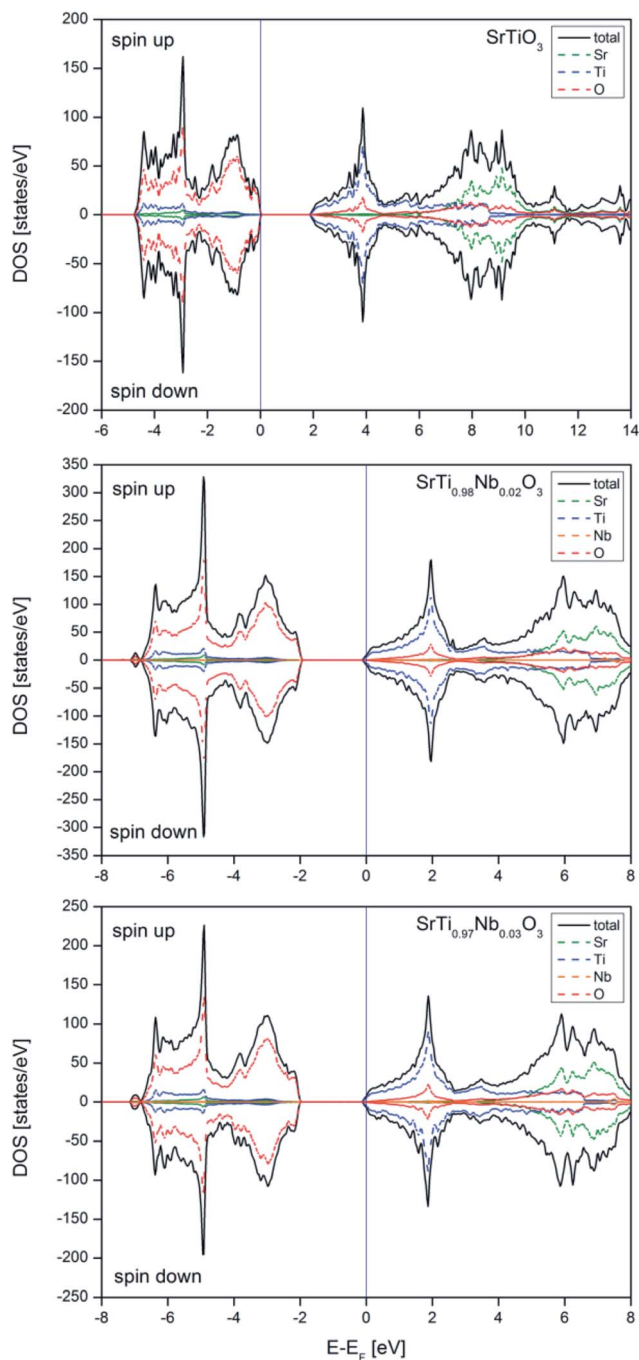 spin up
SrTiO₃
total
Sr
Ti
O
DOS [states/eV]
200
150
100
50
0
-50
-100
-150
-200
spin down
-6 -4 -2 0 2 4 6 8 10 12 14
spin up
SrTi₀.₉₈Nb₀.₀₂O₃
total
Sr
Ti
Nb
O
DOS [states/eV]
350
300
250
200
150
100
50
0
-50
-100
-150
-200
-250
-300
-350
spin down
-8 -6 -4 -2 0 2 4 6 8
spin up
SrTi₀.₉₇Nb₀.₀₃O₃
total
Sr
Ti
Nb
O
DOS [states/eV]
250
200
150
100
50
0
-50
-100
-150
-200
-250
spin down
-8 -6 -4 -2 0 2 4 6 8
E-E_F [eV]